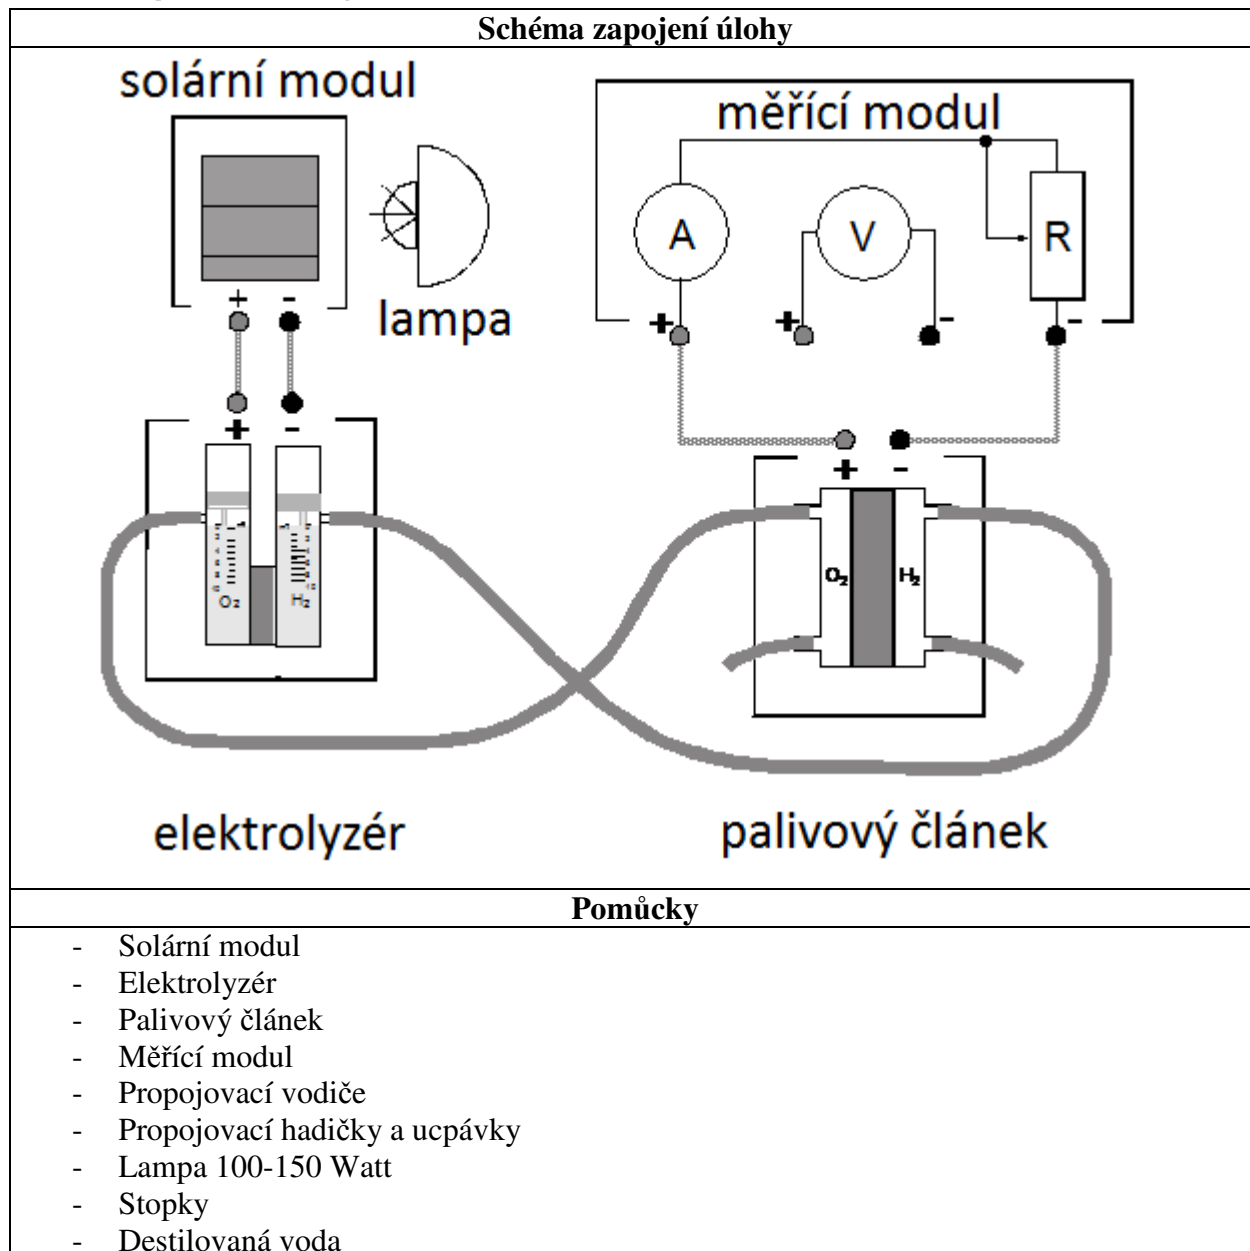 Schéma zapojení úlohy
solární modul
měřící modul
A
V
R
+ -
lampa
+ + - -
+ -
+ -
O2 H2
O2 H2
elektrolyzér
palivový článek
Pomůcky
- Solární modul
- Elektrolyzér
- Palivový článek
- Měřící modul
- Propojovací vodiče
- Propojovací hadičky a ucpávky
- Lampa 100-150 Watt
- Stopky
- Destilovaná voda